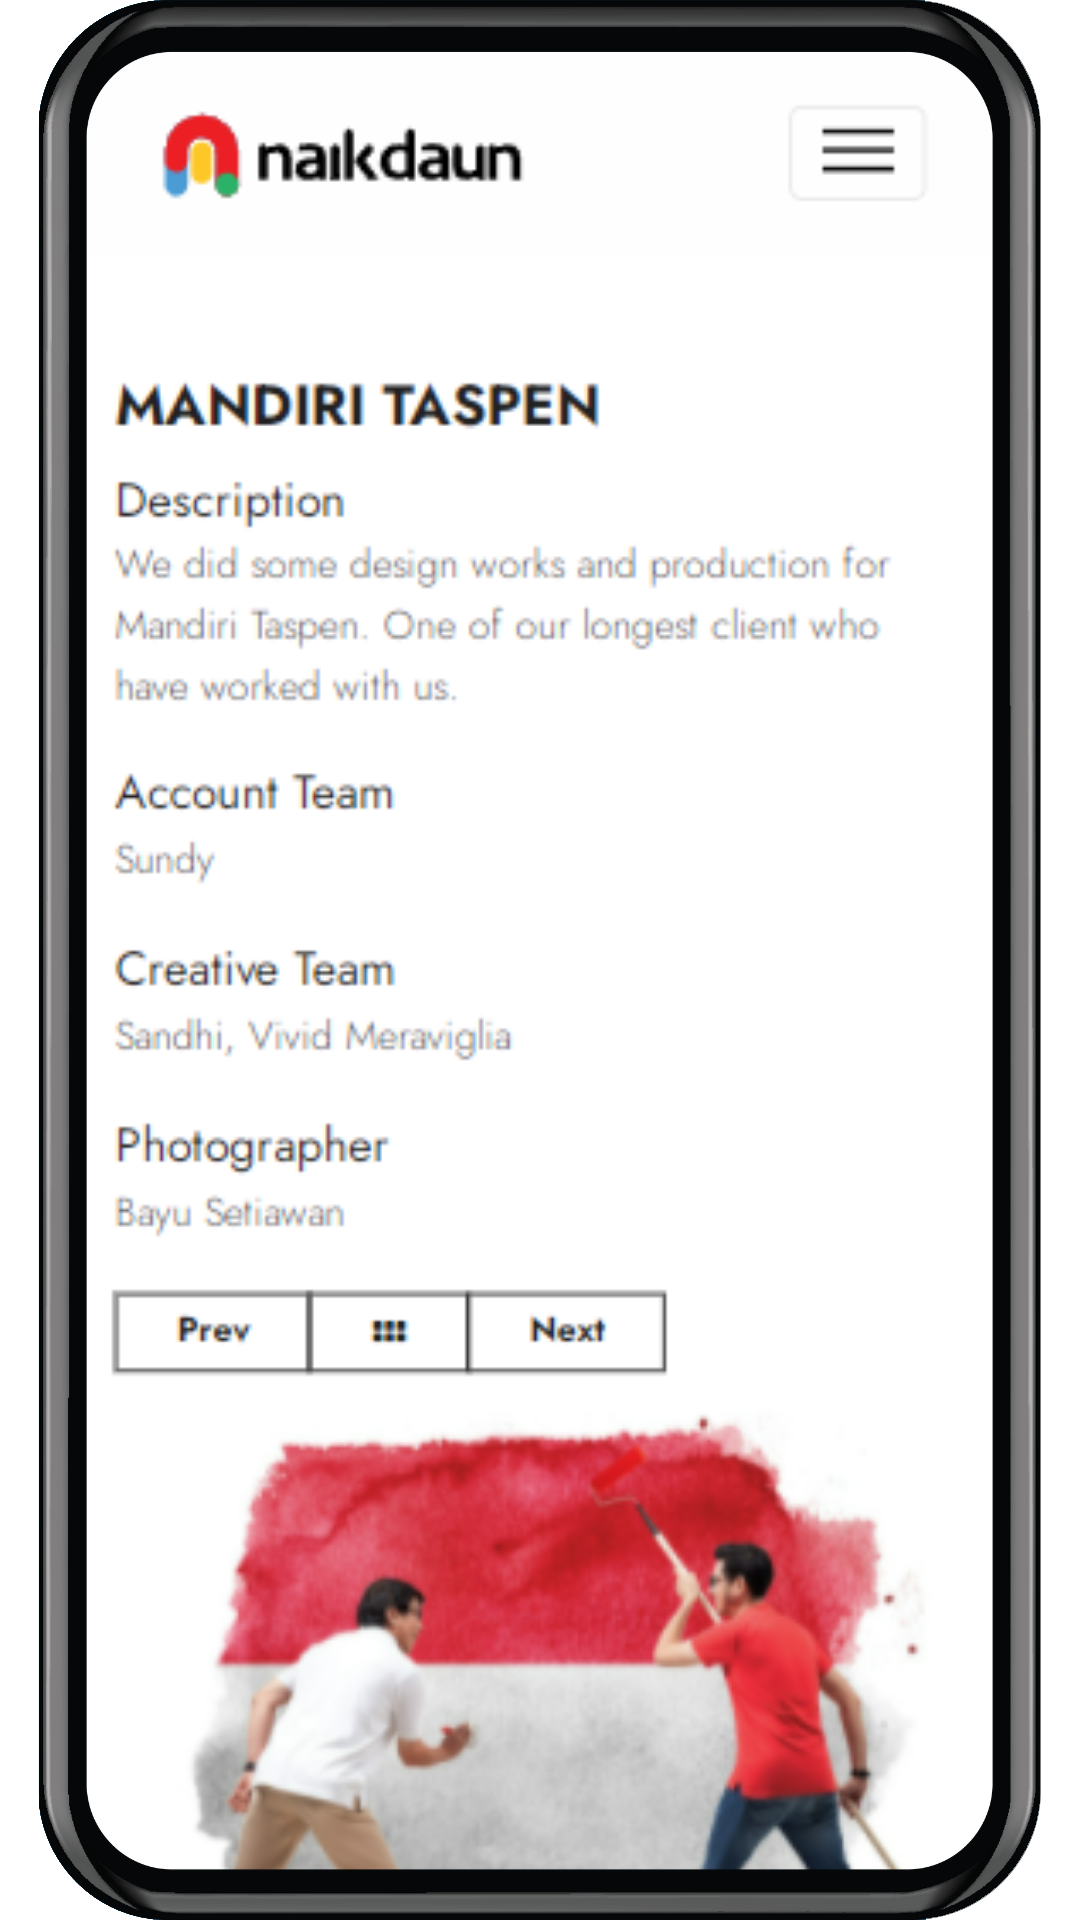 naikdaun
MANDIRI TASPEN
Description
We did some design works and production for
Mandiri Taspen. One of our longest client who
have worked with us.
Account Team
Sundy
Creative Team
Sandhi, Vivid Meraviglia
Photographer
Bayu Setiawan
Prev
Next